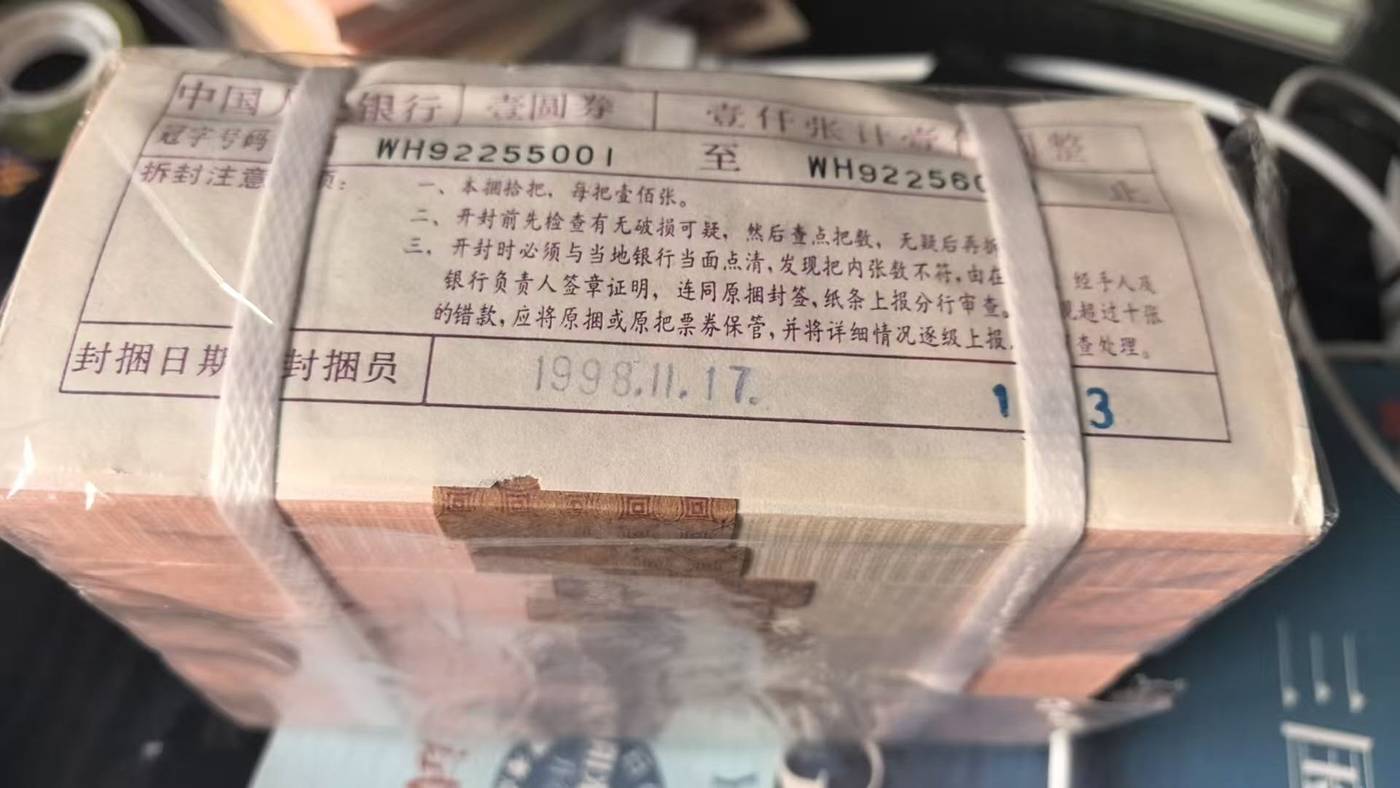 中国人 银行 壹圆券 壹仟张计壹 圆整
冠字号码 WH92255001 至 WH922560 止
拆封注意 项：
一、本捆拾把，每把壹佰张。
二、开封前先检查有无破损可疑，然后查点把数，无疑后再拆
三、开封时必须与当地银行当面点清，发现把内张数不符，由在 经手人及
银行负责人签章证明，连同原捆封签，纸条上报分行审查。 超过十张
的错款，应将原捆或原把票券保管，并将详细情况逐级上报， 查处理。
封捆日期 封捆员 1998.11.17. 1 3